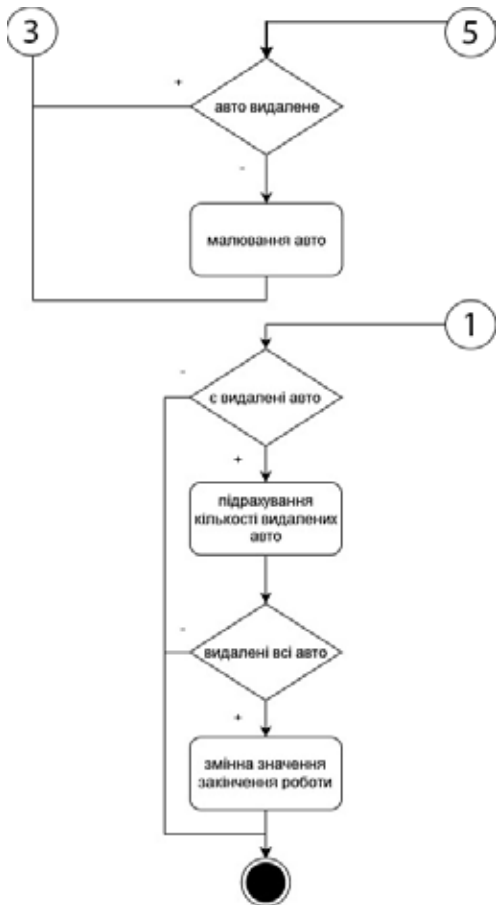 3
5
+
авто видалене
-
малювання авто
1
-
є видалені авто
+
підрахування
кількості видалених
авто
-
видалені всі авто
+
змінна значення
закінчення роботи